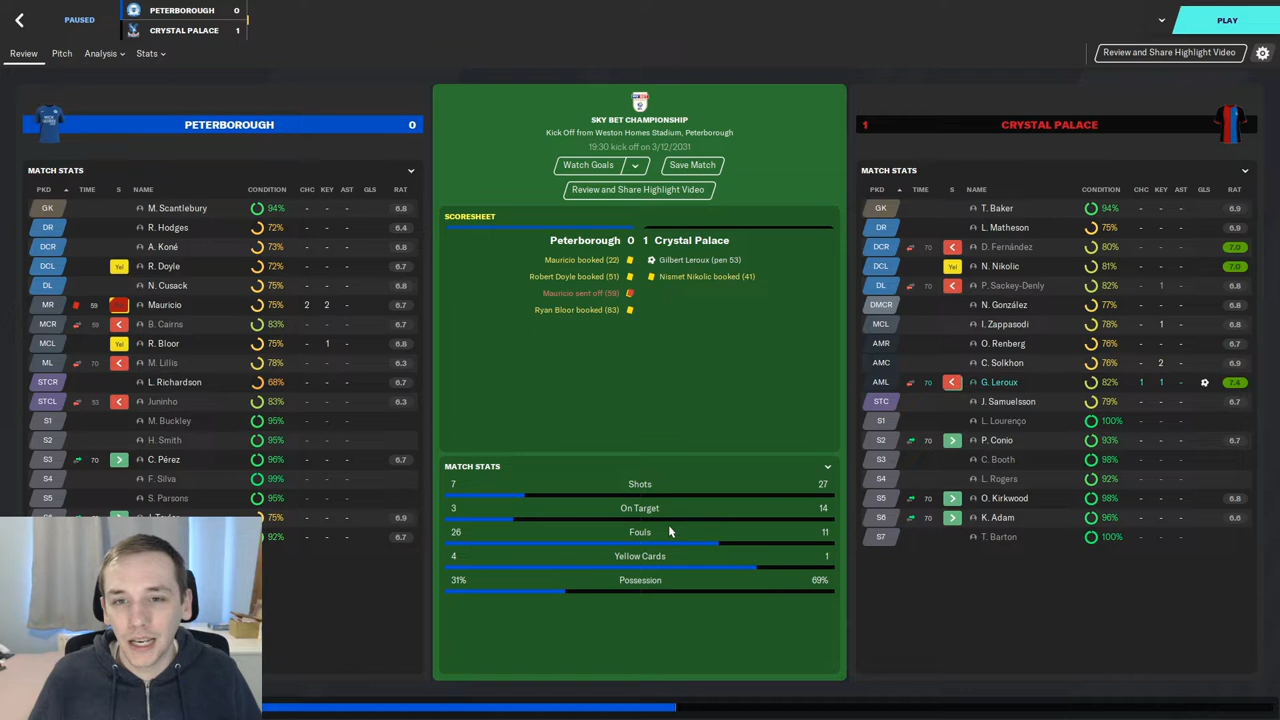 PAUSED
PETERBOROUGH 0
CRYSTAL PALACE 1
PLAY
Review Pitch Analysis Stats
Review and Share Highlight Video
PETERBOROUGH 0
MATCH STATS
PKD TIME S NAME CONDITION CHC KEY AST GLS RAT
GK M. Scantlebury 94% - - - - 6.8
DR R. Hodges 72% - - - - 6.4
DCR A. Koné 73% - - - - 6.8
DCL Yel R. Doyle 72% - - - - 6.7
DL N. Cusack 75% - - - - 6.8
MR 59 Mauricio 75% 2 2 - - 6.7
MCR 59 B. Cairns 83% - - - - 6.7
MCL Yel R. Bloor 75% - 1 - - 6.8
ML 70 M. Lillis 78% - - - - 6.3
STCR L. Richardson 68% - - - - 6.7
STCL 53 Juninho 83% - - - - 6.3
S1 M. Buckley 95% - - - -
S2 H. Smith 95% - - - -
S3 70 C. Pérez 96% - - - - 6.7
S4 F. Silva 99% - - - -
S5 S. Parsons 95% - - - -
75% - - - - 6.9
92% - - - - 6.7
SKY BET CHAMPIONSHIP
Kick Off from Weston Homes Stadium, Peterborough
19:30 kick off on 3/12/2031
Watch Goals
Save Match
Review and Share Highlight Video
SCORESHEET
Peterborough 0 1 Crystal Palace
Mauricio booked (22) Gilbert Leroux (pen 53)
Robert Doyle booked (51) Nismet Nikolic booked (41)
Mauricio sent off (59)
Ryan Bloor booked (83)
MATCH STATS
7 Shots 27
3 On Target 14
26 Fouls 11
4 Yellow Cards 1
31% Possession 69%
1 CRYSTAL PALACE
MATCH STATS
PKD TIME S NAME CONDITION CHC KEY AST GLS RAT
GK T. Baker 94% - - - - 6.9
DR L. Matheson 75% - - - - 6.9
DCR 70 D. Fernández 80% - - - - 7.0
DCL Yel N. Nikolic 81% - - - - 7.0
DL 70 P. Sackey-Denly 82% - 1 - - 6.8
DMCR N. González 77% - - - - 6.8
MCL I. Zappasodi 78% - 1 - - 6.8
AMR O. Renberg 76% - - - - 6.7
AMC C. Solkhon 76% - 2 - - 6.9
AML 70 G. Leroux 82% 1 1 - 7.4
STC J. Samuelsson 79% - - - - 6.7
S1 L. Lourenço 100% - - - -
S2 70 P. Conio 93% - - - - 6.7
S3 C. Booth 98% - - - -
S4 L. Rogers 92% - - - -
S5 70 O. Kirkwood 98% - - - - 6.8
S6 70 K. Adam 96% - - - - 6.6
S7 T. Barton 100% - - - -